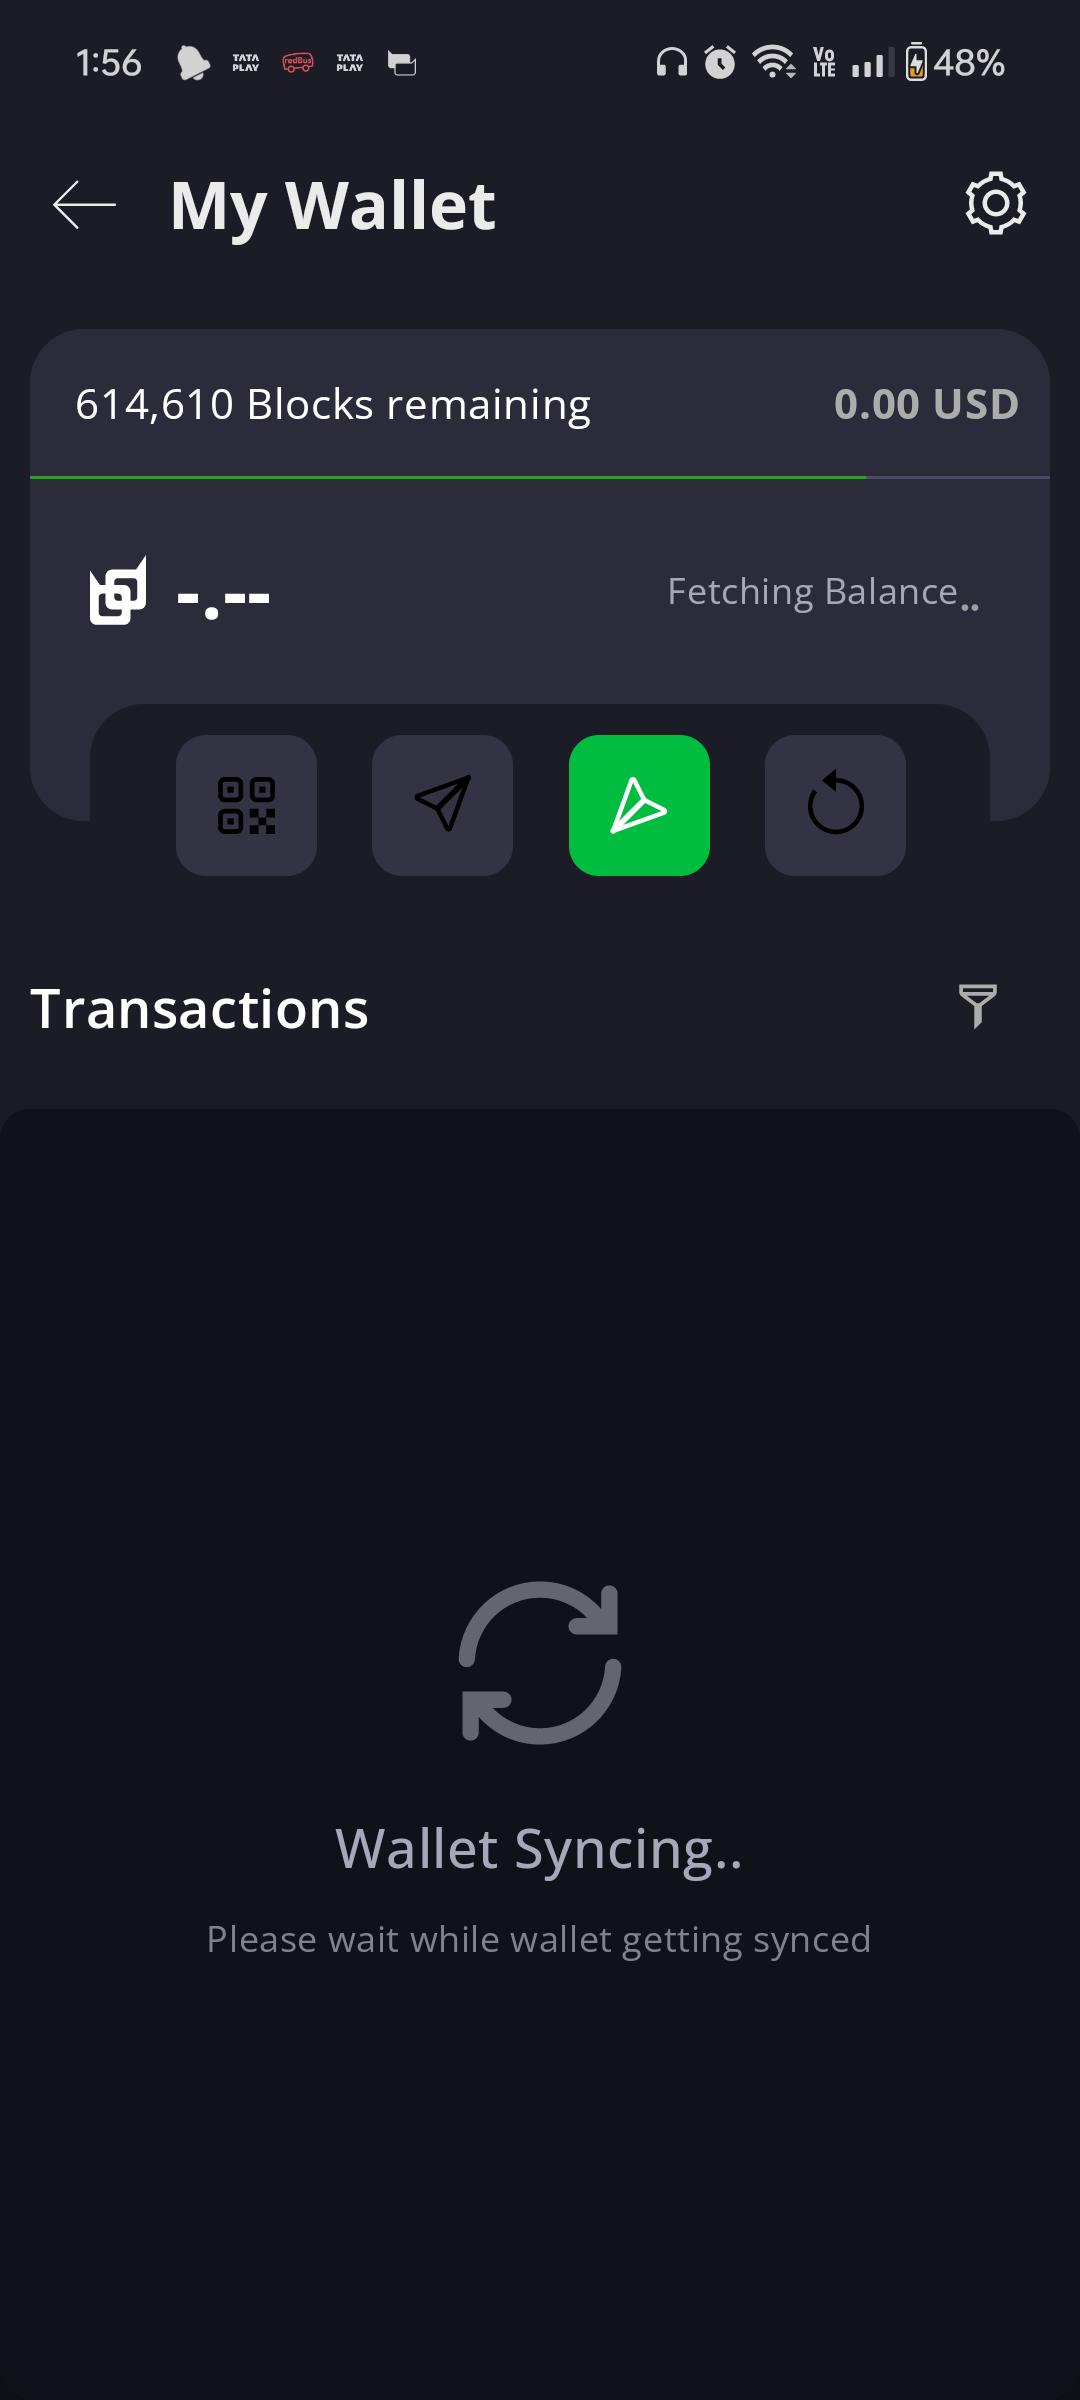 1:56 TATA PLAY redBus TATA PLAY Vo LTE 48%
My Wallet
614,610 Blocks remaining 0.00 USD
-.-- Fetching Balance..
Transactions
Wallet Syncing..
Please wait while wallet getting synced